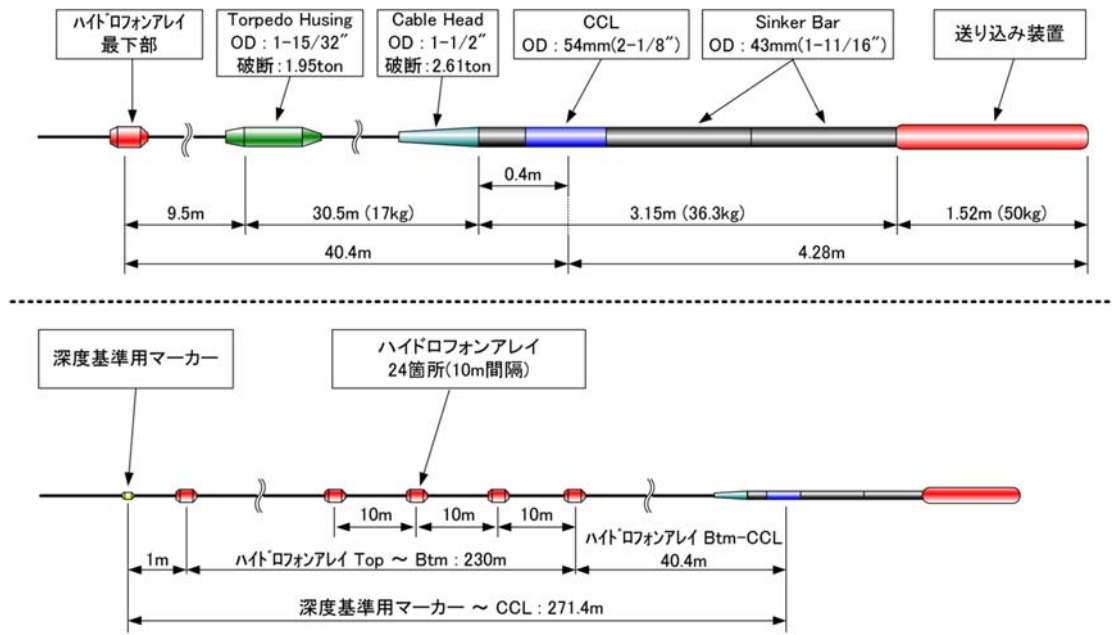 ハイドロフォンアレイ
最下部
Torpedo Husing
OD : 1-15/32"
破断 : 1.95ton
Cable Head
OD : 1-1/2"
破断 : 2.61ton
CCL
OD : 54mm(2-1/8")
Sinker Bar
OD : 43mm(1-11/16")
送り込み装置
0.4m
9.5m
30.5m (17kg)
3.15m (36.3kg)
1.52m (50kg)
40.4m
4.28m
深度基準用マーカー
ハイドロフォンアレイ
24箇所(10m間隔)
10m
10m
10m
ハイドロフォンアレイ Btm-CCL
1m
ハイドロフォンアレイ Top ～ Btm : 230m
40.4m
深度基準用マーカー ～ CCL : 271.4m